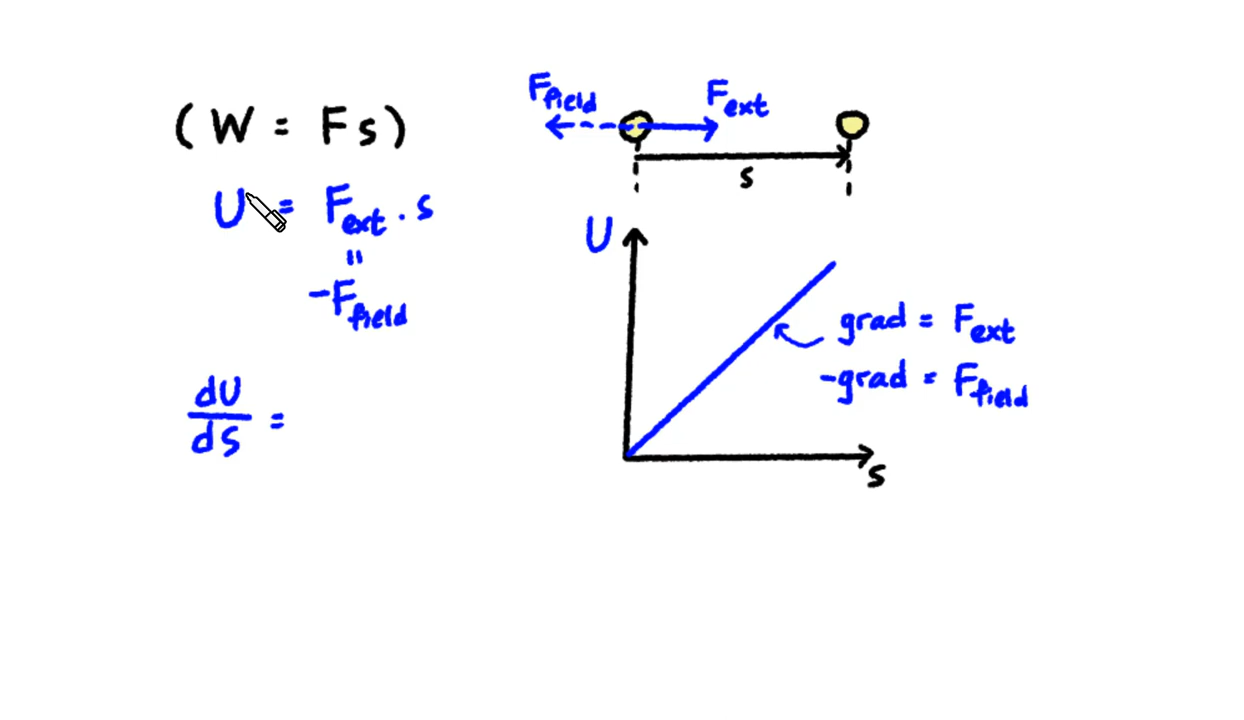 (W = Fs)
U = Fext . s
"
-Ffield
dU
ds =
Ffield
Fext
s
U
grad = Fext
-grad = Ffield
s